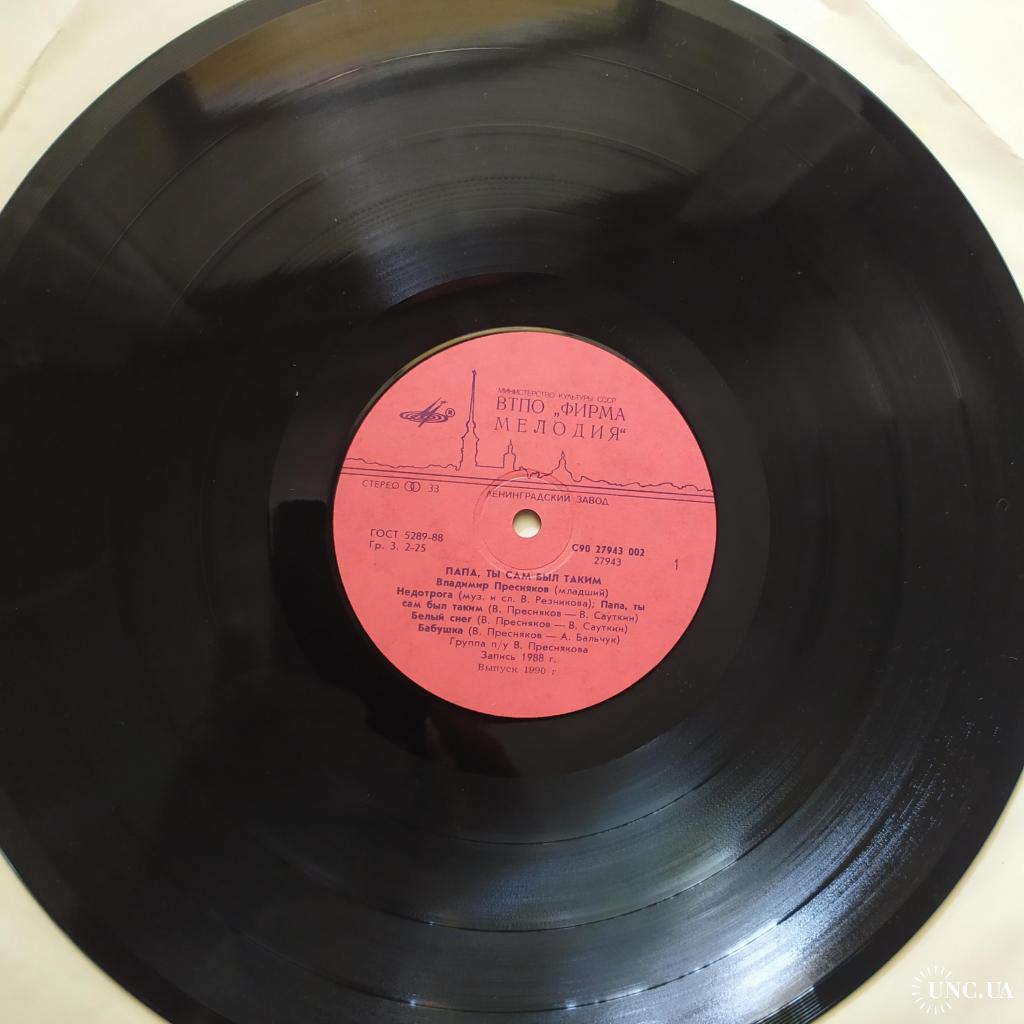 МИНИСТЕРСТВО КУЛЬТУРЫ СССР
ВТПО „ФИРМА
МЕЛОДИЯ“
®
СТЕРЕО 33
ЛЕНИНГРАДСКИЙ ЗАВОД
ГОСТ 5289-88
Гр. 3. 2-25
С90 27943 002
27943
1
ПАПА, ТЫ САМ БЫЛ ТАКИМ
Владимир Пресняков (младший)
Недотрога (муз. и сл. В. Резникова); Папа, ты
сам был таким (В. Пресняков — В. Сауткин)
Белый снег (В. Пресняков — В. Сауткин)
Бабушка (В. Пресняков — А. Бальчук)
Группа п/у В. Преснякова
Запись 1988 г.
Выпуск 1990 г.
UNC.UA